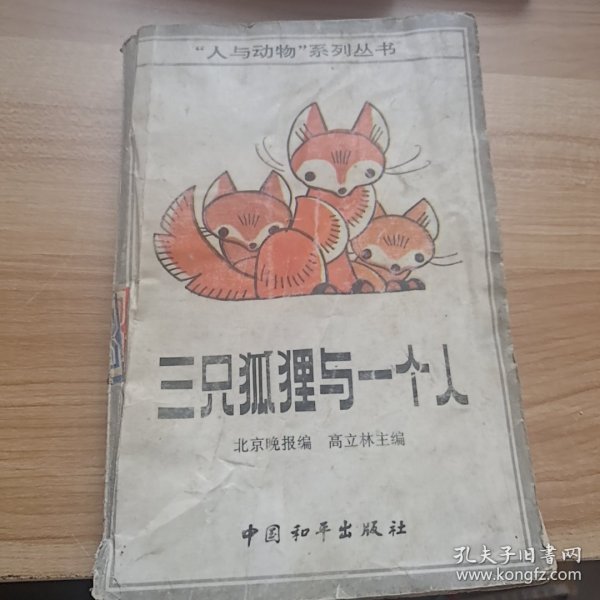 “人与动物”系列丛书
三只狐狸与一个人
北京晚报编 高立林主编
中国和平出版社
孔夫子旧书网
www.kongfz.com